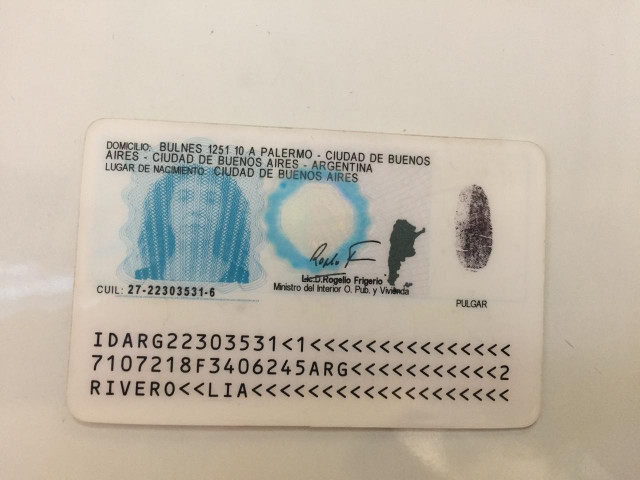 DOMICILIO: BULNES 1251 10 A PALERMO - CIUDAD DE BUENOS
AIRES - CIUDAD DE BUENOS AIRES - ARGENTINA
LUGAR DE NACIMIENTO: CIUDAD DE BUENOS AIRES
Lic.D.Rogelio Frigerio
Ministro del Interior O. Pub. y Vivienda
CUIL: 27-22303531-6
PULGAR
IDARG22303531<1<<<<<<<<<<<<<<<
7107218F3406245ARG<<<<<<<<<<<2
RIVERO<<LIA<<<<<<<<<<<<<<<<<<<